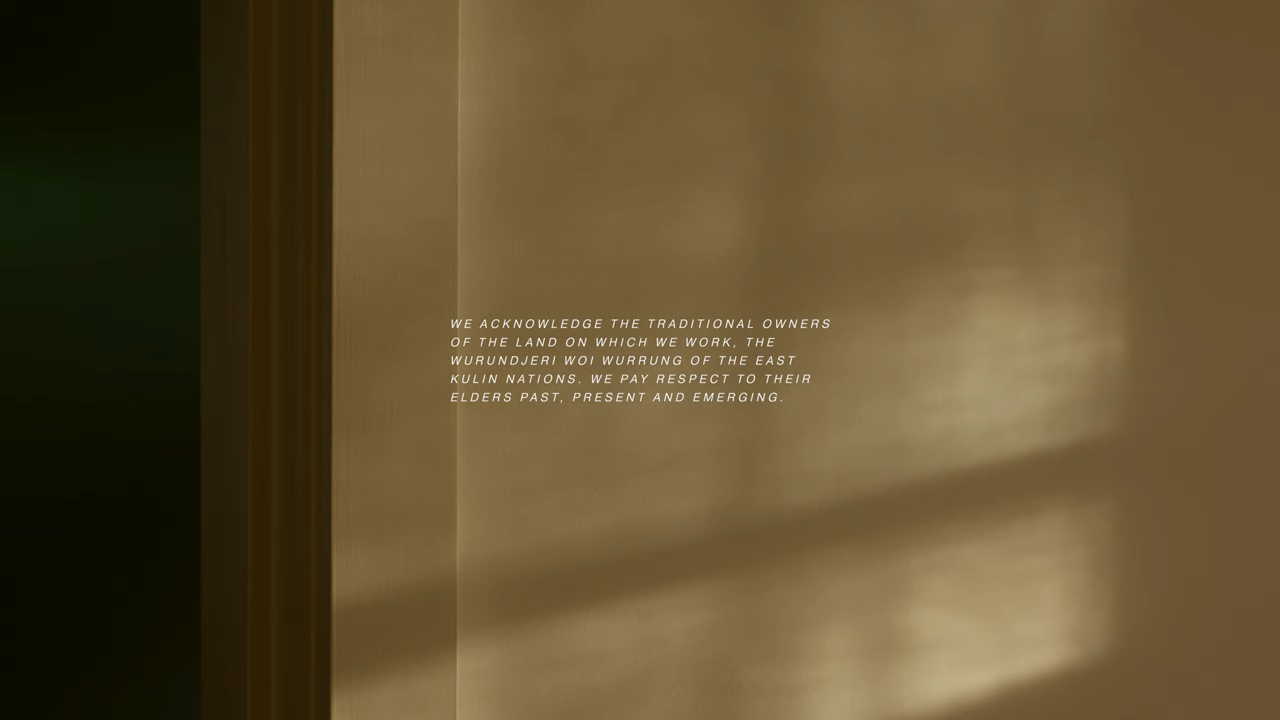 WE ACKNOWLEDGE THE TRADITIONAL OWNERS
OF THE LAND ON WHICH WE WORK, THE
WURUNDJERI WOI WURRUNG OF THE EAST
KULIN NATIONS. WE PAY RESPECT TO THEIR
ELDERS PAST, PRESENT AND EMERGING.